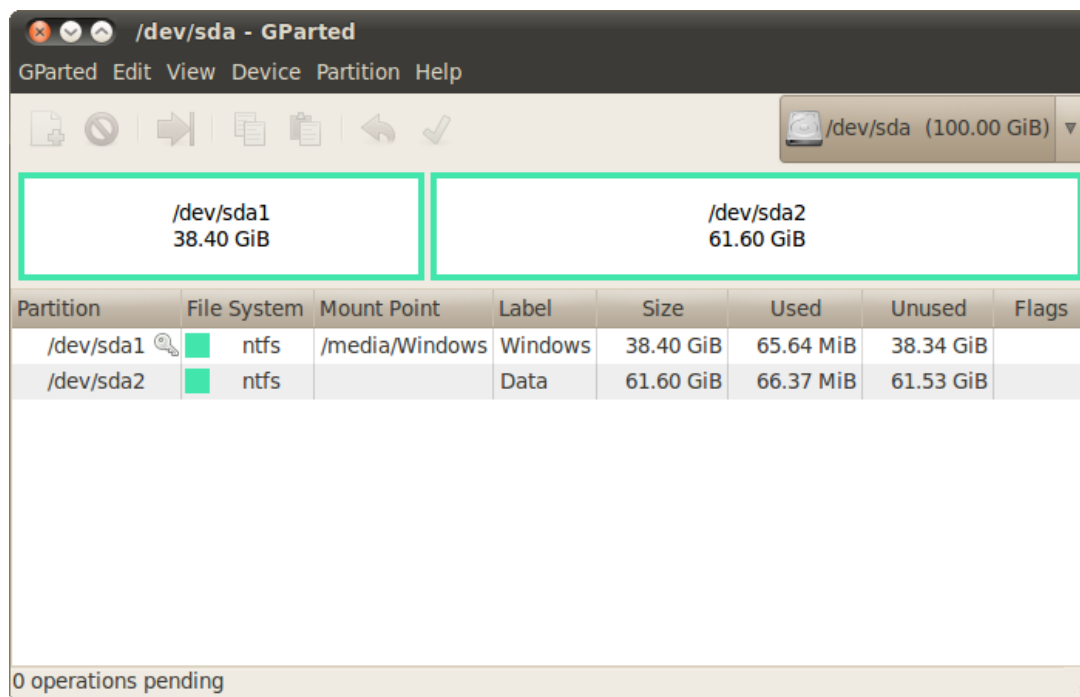 /dev/sda - GParted
GParted Edit View Device Partition Help
/dev/sda (100.00 GiB)
/dev/sda1
38.40 GiB
/dev/sda2
61.60 GiB
Partition File System Mount Point Label Size Used Unused Flags
/dev/sda1 ntfs /media/Windows Windows 38.40 GiB 65.64 MiB 38.34 GiB
/dev/sda2 ntfs Data 61.60 GiB 66.37 MiB 61.53 GiB
0 operations pending